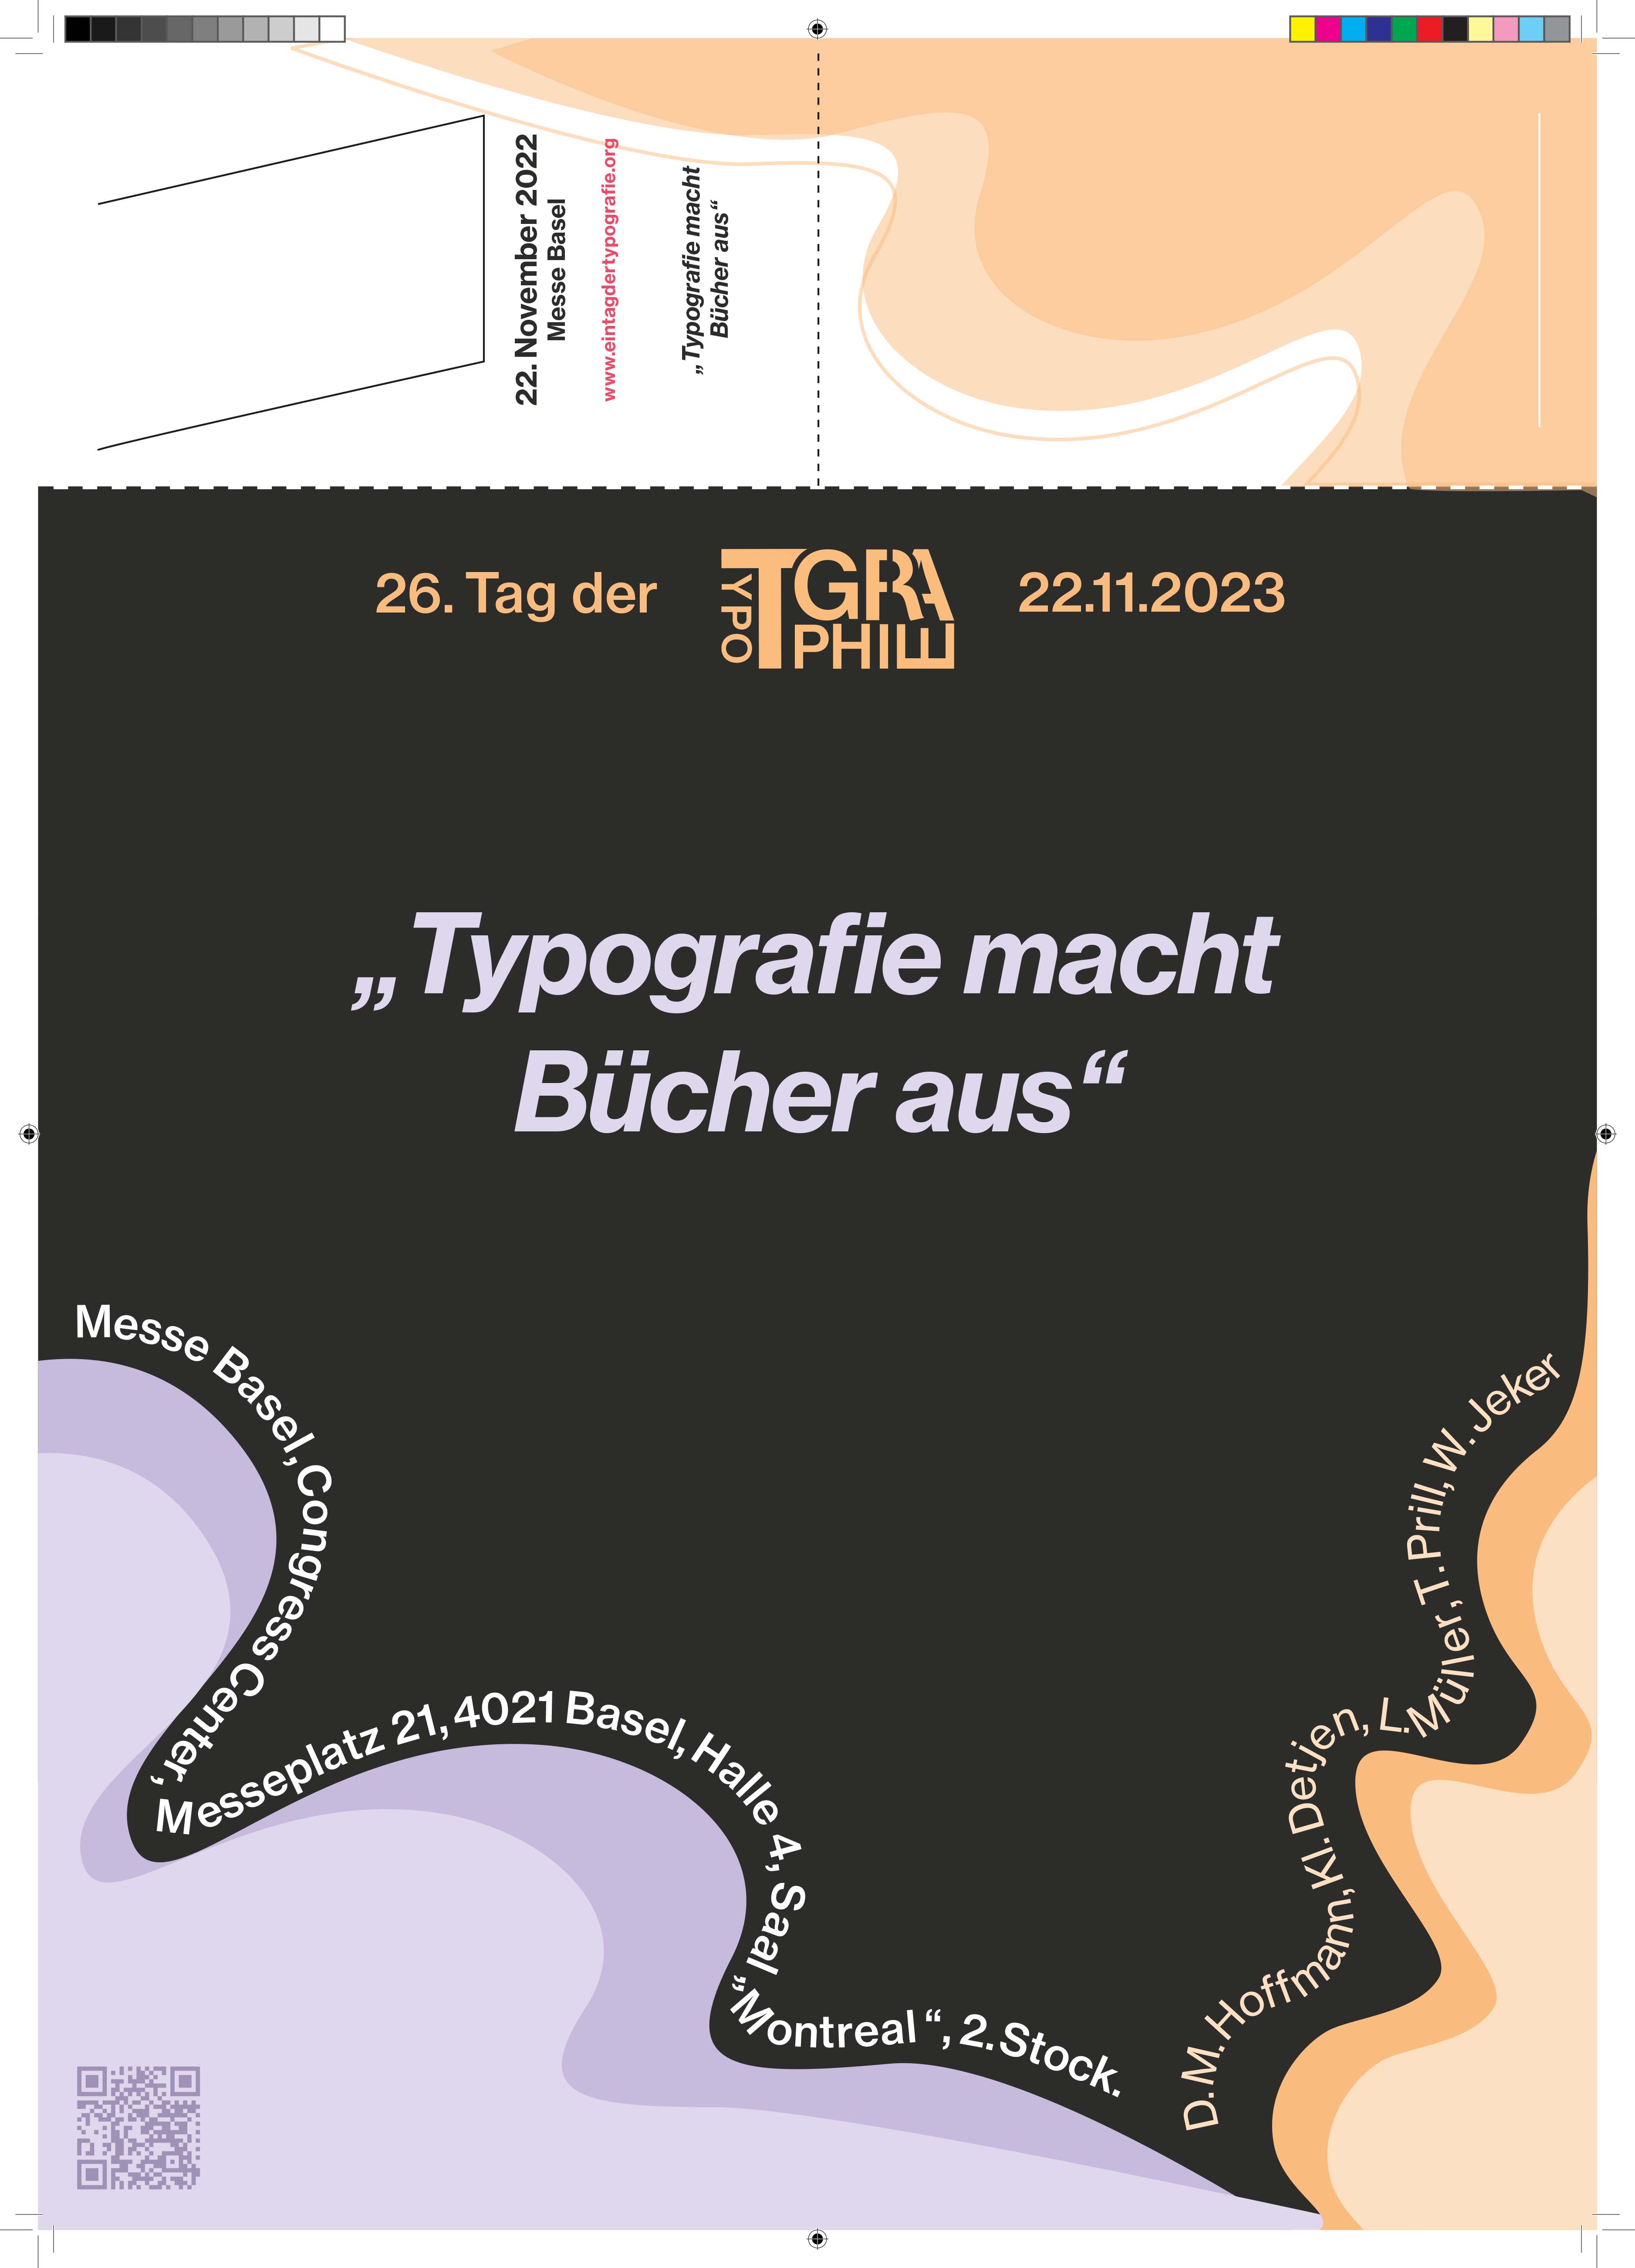 22. November 2022
Messe Basel
www.eintagdertypografie.org
„Typografie macht
Bücher aus“
26. Tag der
TYPOGRAPHIE
22.11.2023
„Typografie macht
Bücher aus“
Messe Basel, Congress Center,
Messeplatz 21, 4021 Basel, Halle 4, Saal “Montreal“, 2. Stock.
D. M. Hoffmann, Kl. Detjen, L. Müller, T. Prill, W. Jeker